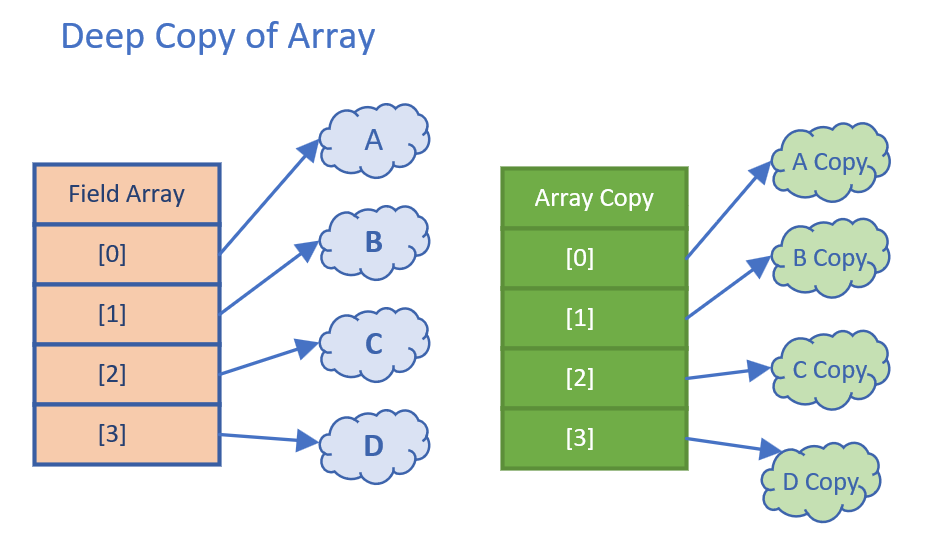 Deep Copy of Array
Field Array
[0]
[1]
[2]
[3]
A
B
C
D
Array Copy
[0]
[1]
[2]
[3]
A Copy
B Copy
C Copy
D Copy